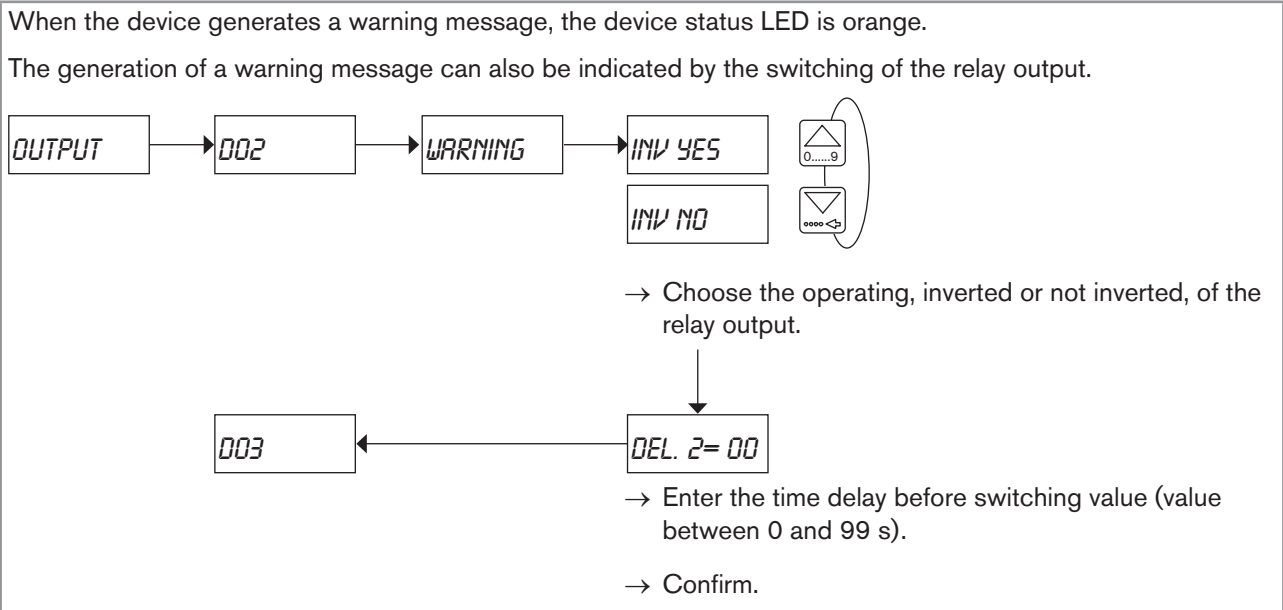 When the device generates a warning message, the device status LED is orange.
The generation of a warning message can also be indicated by the switching of the relay output.
OUTPUT
DO2
WARNING
INV YES
0......9
INV NO
→ Choose the operating, inverted or not inverted, of the
relay output.
DO3
DEL. 2= 00
→ Enter the time delay before switching value (value
between 0 and 99 s).
→ Confirm.